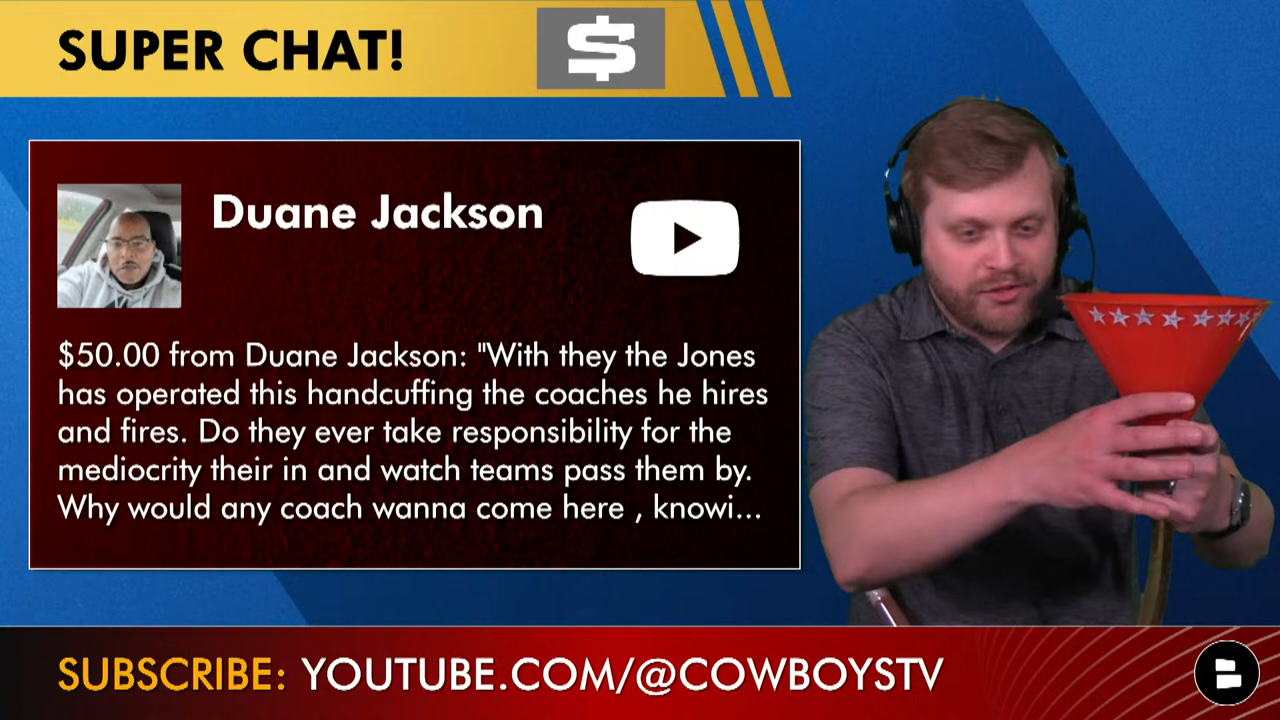 SUPER CHAT!
$
Duane Jackson
$50.00 from Duane Jackson: "With they the Jones
has operated this handcuffing the coaches he hires
and fires. Do they ever take responsibility for the
mediocrity their in and watch teams pass them by.
Why would any coach wanna come here , knowi...
SUBSCRIBE: YOUTUBE.COM/@COWBOYSTV